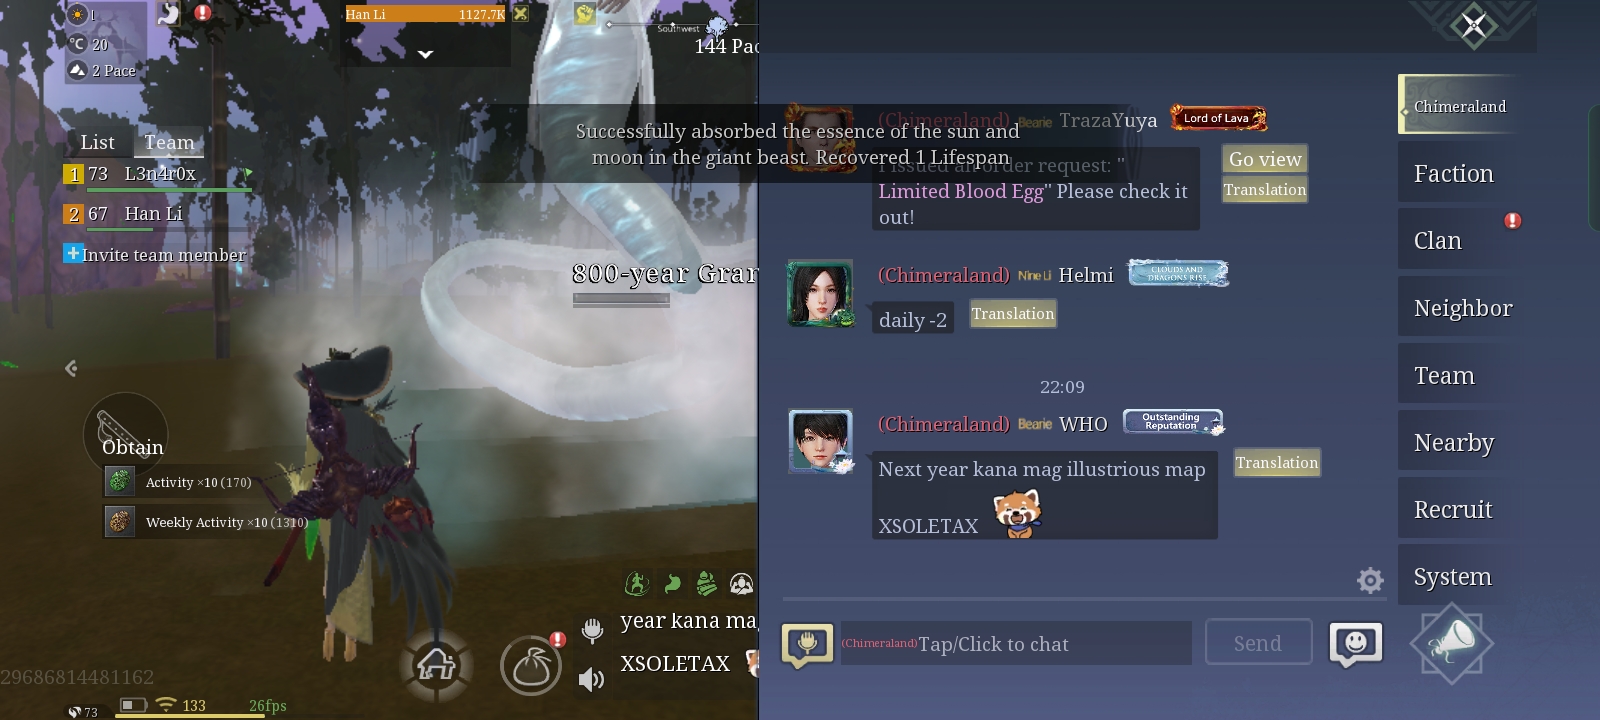 1
°C 20
2 Pace
Han Li 1127.7K
Southwest
144 Pac
List Team
1 73 L3n4r0x
2 67 Han Li
Invite team member
800-year Gran
Obtain
Activity ×10 (170)
Weekly Activity ×10 (1310)
year kana mag
XSOLETAX
29686814481162
73
133
26fps
Successfully absorbed the essence of the sun and
moon in the giant beast. Recovered 1 Lifespan
(Chimeraland) Bearie TrazaYuya Lord of Lava
I issued an order request: "
Limited Blood Egg" Please check it
out!
Go view
Translation
(Chimeraland) Nine Li Helmi CLOUDS AND
DRAGONS RISE
daily -2
Translation
22:09
(Chimeraland) Bearie WHO Outstanding
Reputation
Next year kana mag illustrious map
XSOLETAX
Translation
(Chimeraland)Tap/Click to chat
Send
Chimeraland
Faction
Clan
Neighbor
Team
Nearby
Recruit
System